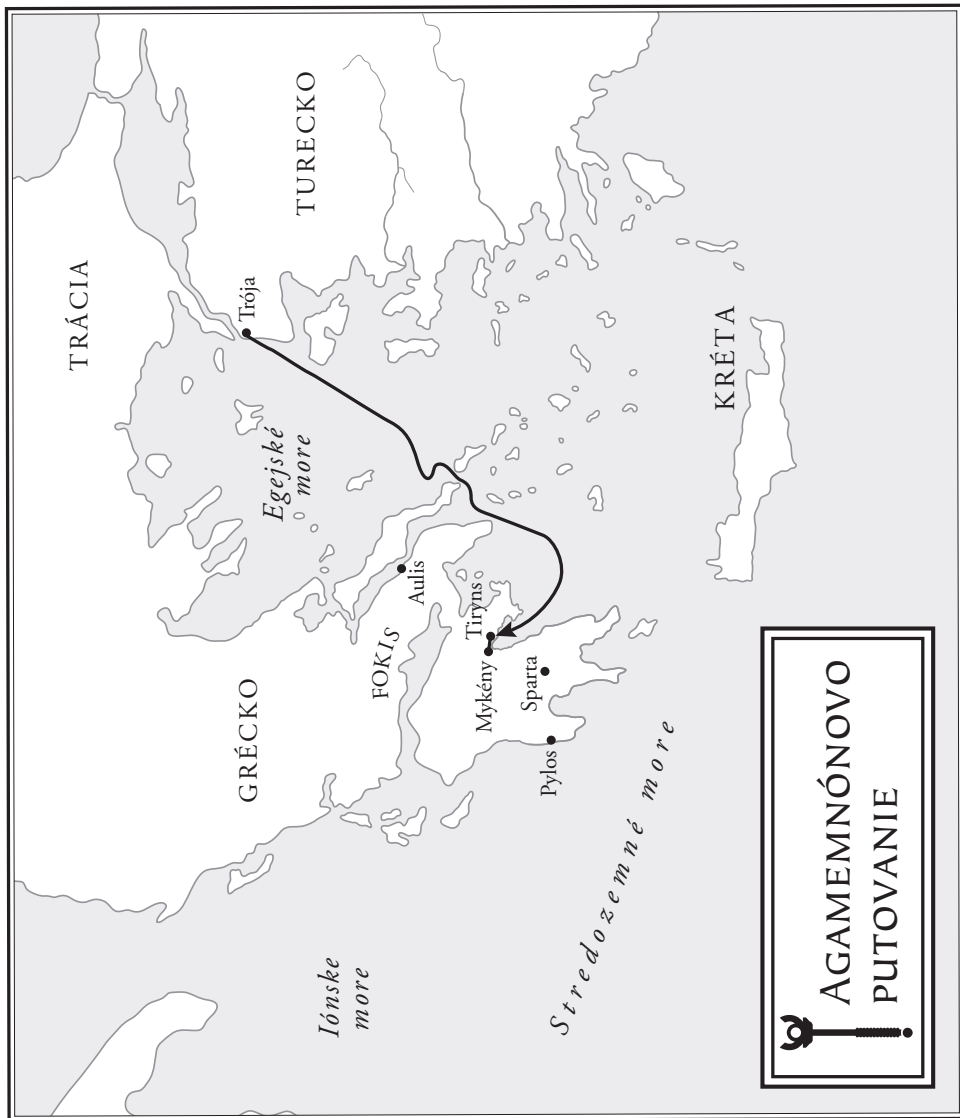 TRÁCIA
TURECKO
Trója
Egejské
more
GRÉCKO
FOKIS
Aulis
Tiryns
Mykény
Sparta
Pylos
KRÉTA
Iónske
more
Stredozemné more
AGAMEMNÓNOVO
PUTOVANIE